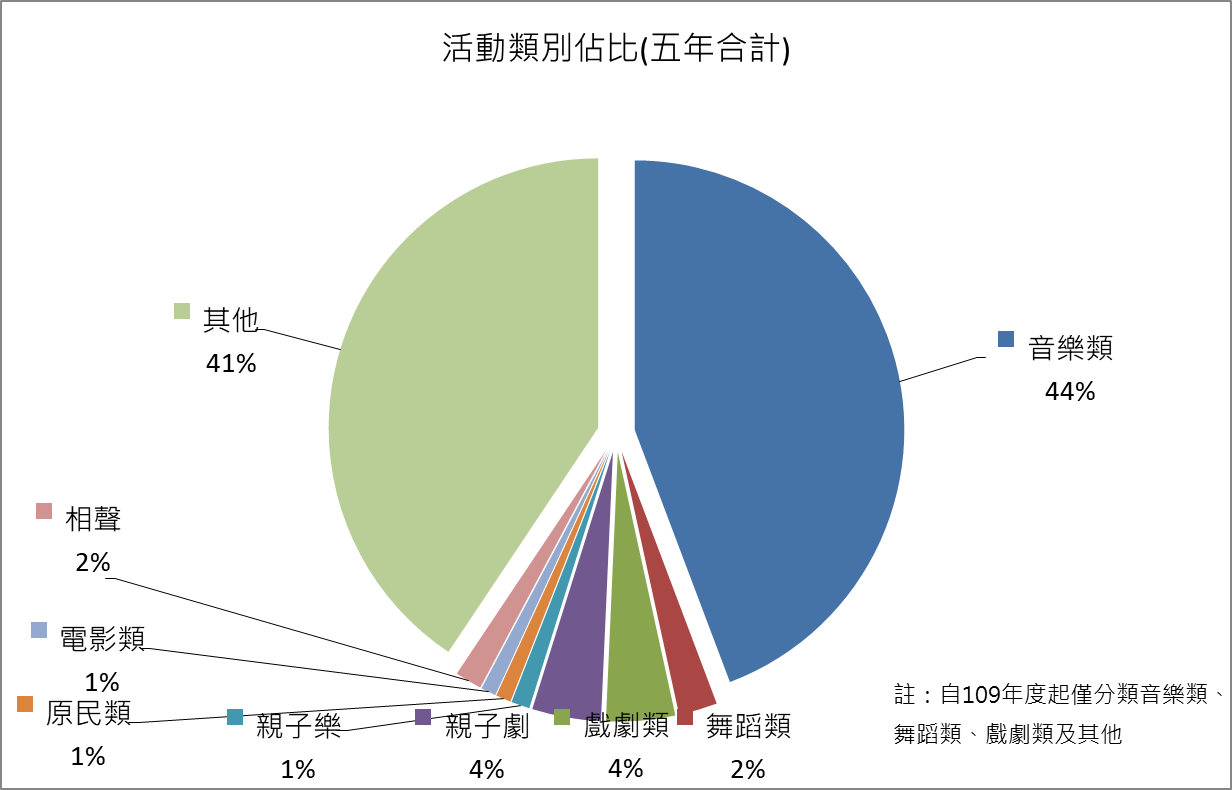 活動類別佔比(五年合計)
其他
41%
音樂類
44%
相聲
2%
電影類
1%
原民類
1%
親子樂
1%
親子劇
4%
戲劇類
4%
舞蹈類
2%
註：自109年度起僅分類音樂類、
舞蹈類、戲劇類及其他